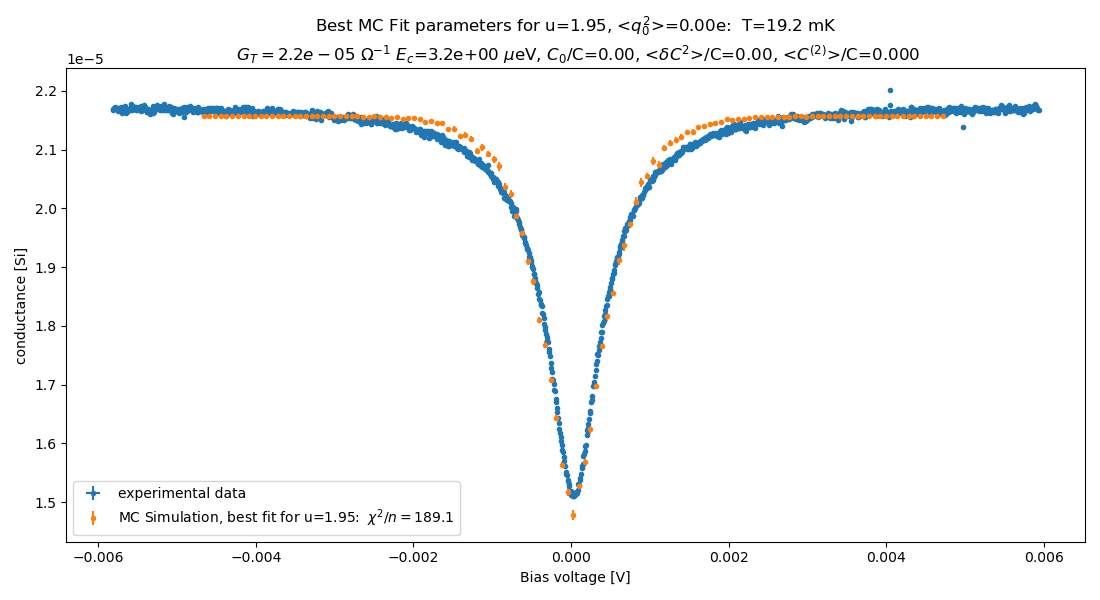 Best MC Fit parameters for u=1.95, <$q_0^2$>=0.00e:  T=19.2 mK
$G_T = 2.2e-05\ \Omega^{-1}$ $E_c$=3.2e+00 $\mu$eV, $C_0$/C=0.00, <$\delta C^2$>/C=0.00, <$C^{(2)}$>/C=0.000
1e−5
2.2
2.1
2.0
1.9
1.8
1.7
1.6
1.5
conductance [Si]
experimental data
MC Simulation, best fit for u=1.95:  $\chi^2/n = 189.1$
−0.006
−0.004
−0.002
0.000
0.002
0.004
0.006
Bias voltage [V]